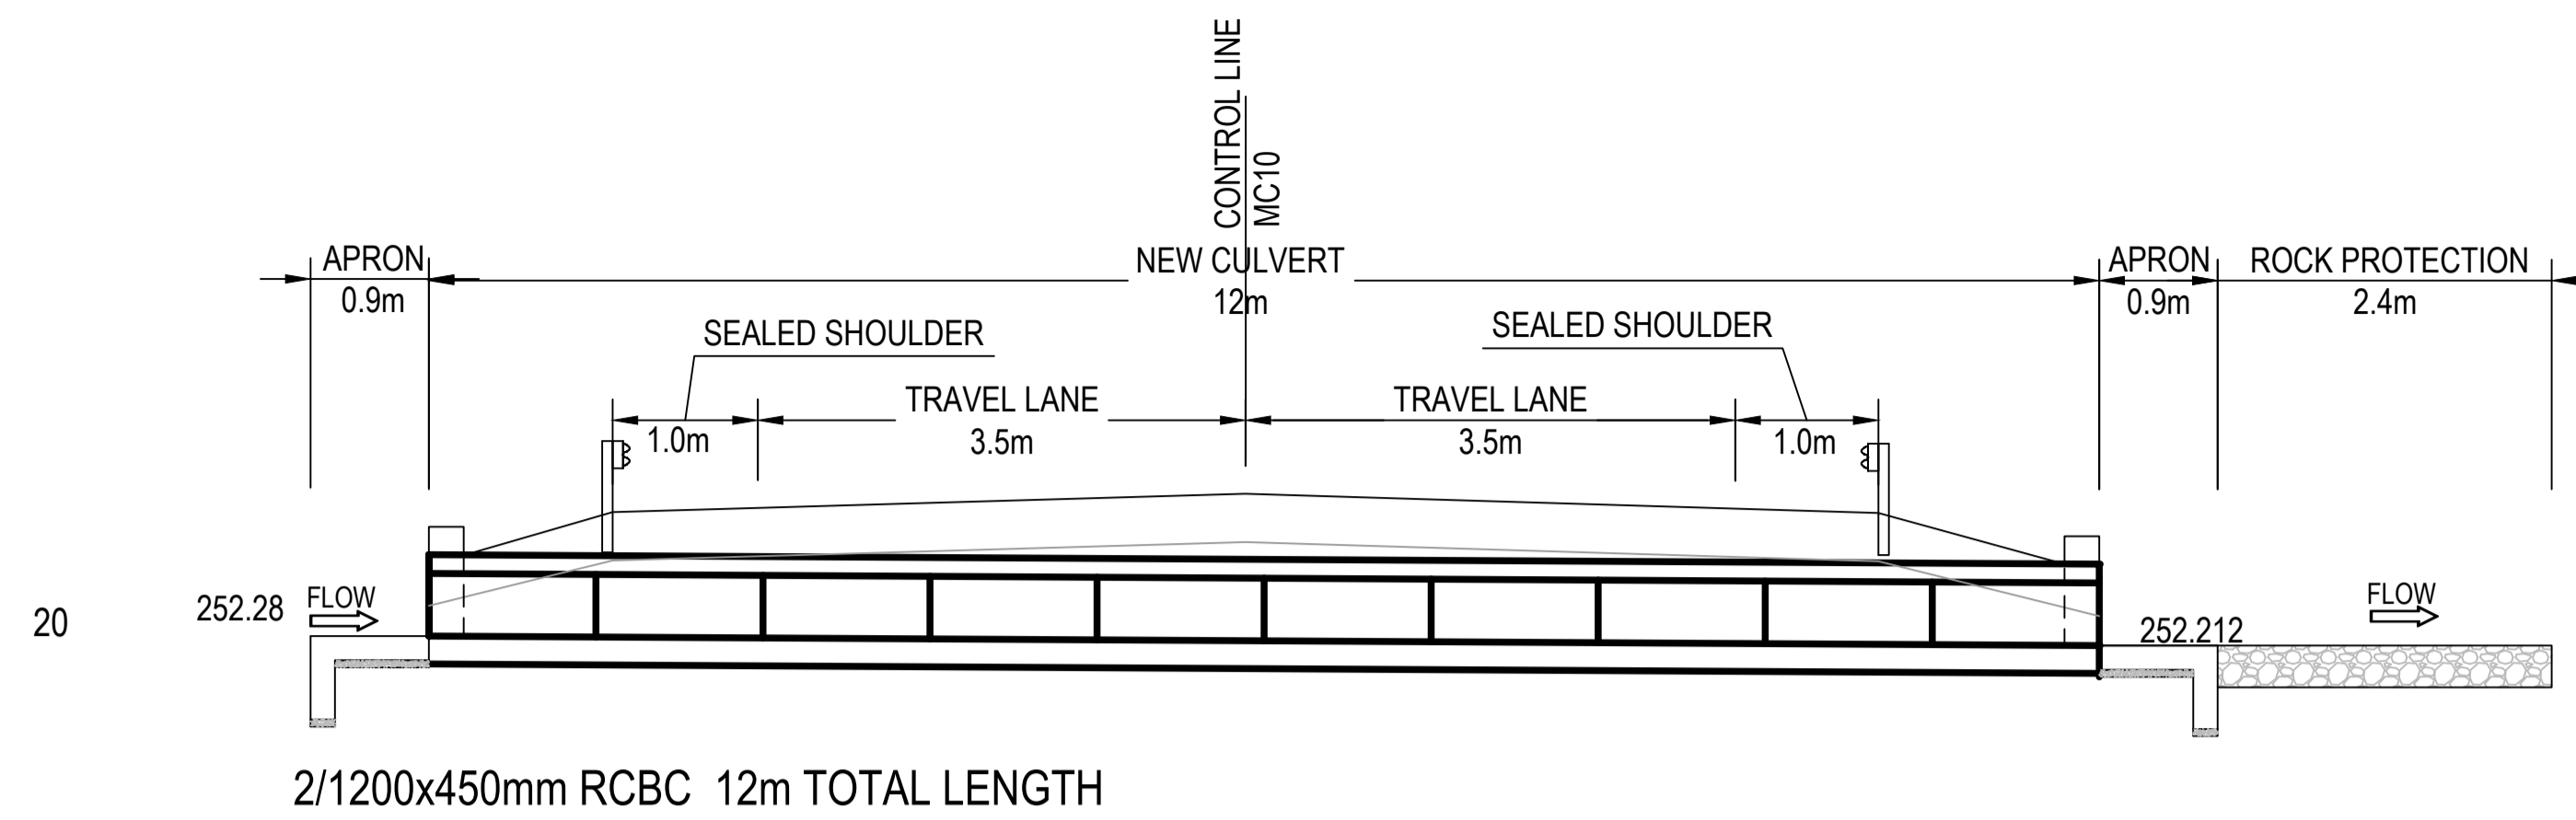 CONTROL LINE
MC10
APRON
0.9m
NEW CULVERT
12m
APRON
0.9m
ROCK PROTECTION
2.4m
SEALED SHOULDER
SEALED SHOULDER
1.0m
TRAVEL LANE
3.5m
TRAVEL LANE
3.5m
1.0m
20
252.28
FLOW
FLOW
252.212
2/1200x450mm RCBC 12m TOTAL LENGTH